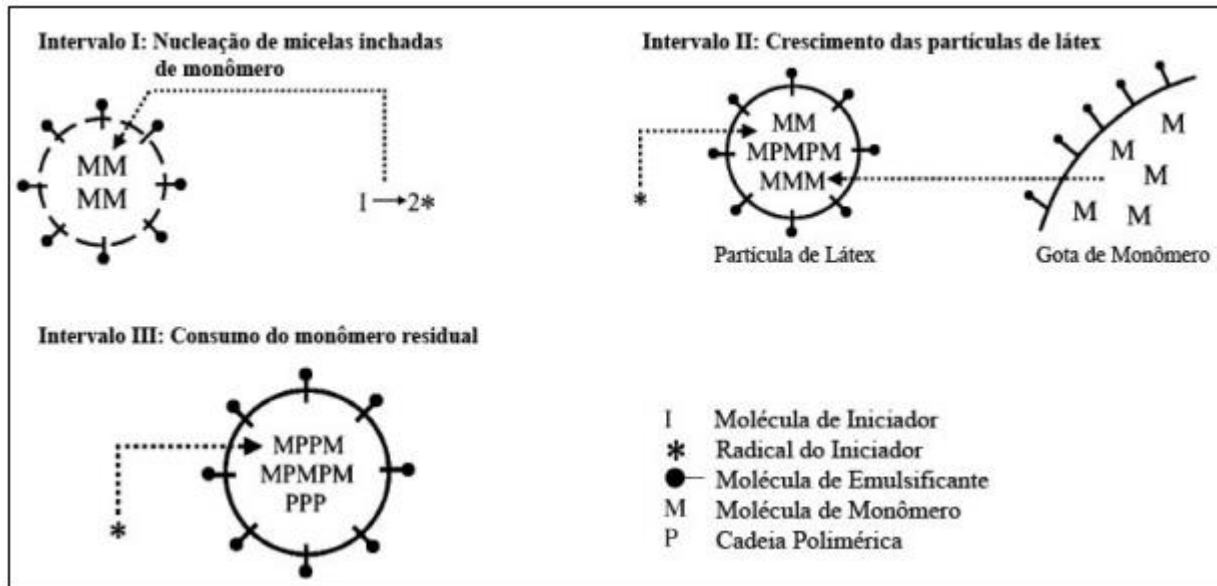 Intervalo I: Nucleação de micelas inchadas
de monômero
MM
MM
I → 2*
Intervalo II: Crescimento das partículas de látex
MM
MPMPM
MMM
*
M
M
M
M
M
Partícula de Látex
Gota de Monômero
Intervalo III: Consumo do monômero residual
MPPM
MPMPM
PPP
*
I Molécula de Iniciador
* Radical do Iniciador
Molécula de Emulsificante
M Molécula de Monômero
P Cadeia Polimérica